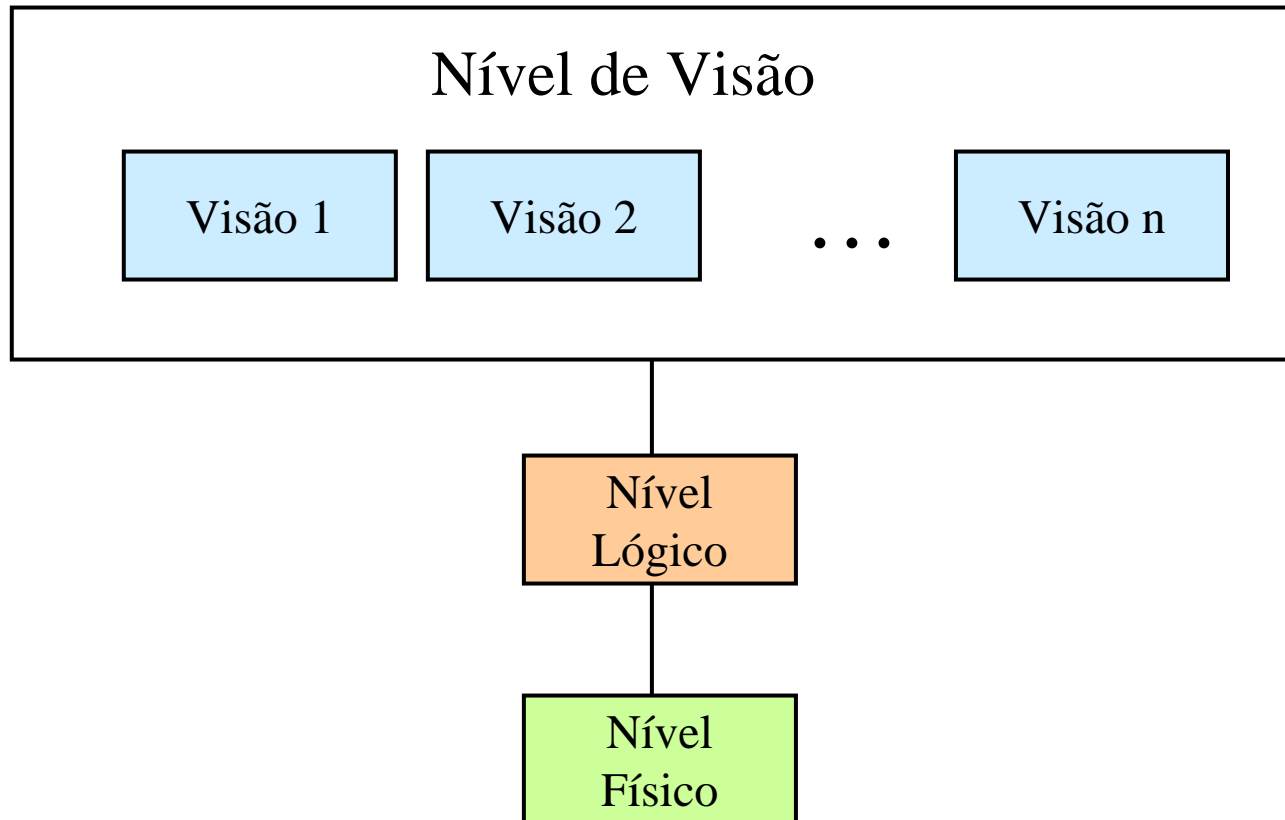 Nível de Visão
Visão 1
Visão 2
...
Visão n
Nível
Lógico
Nível
Físico